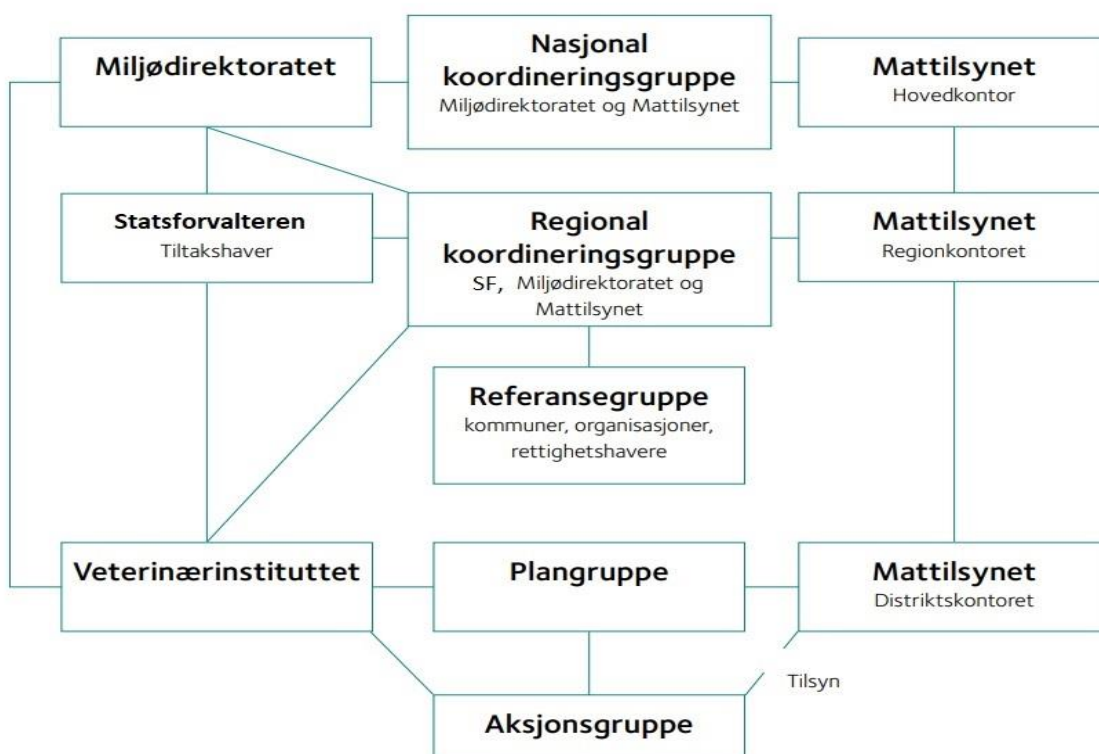 Miljødirektoratet
Nasjonal
koordineringsgruppe
Miljødirektoratet og Mattilsynet
Mattilsynet
Hovedkontor
Statsforvalteren
Tiltakshaver
Regional
koordineringsgruppe
SF, Miljødirektoratet og
Mattilsynet
Mattilsynet
Regionkontoret
Referansegruppe
kommuner, organisasjoner,
rettighetshavere
Veterinærinstituttet
Plangruppe
Mattilsynet
Distriktskontoret
Tilsyn
Aksjonsgruppe